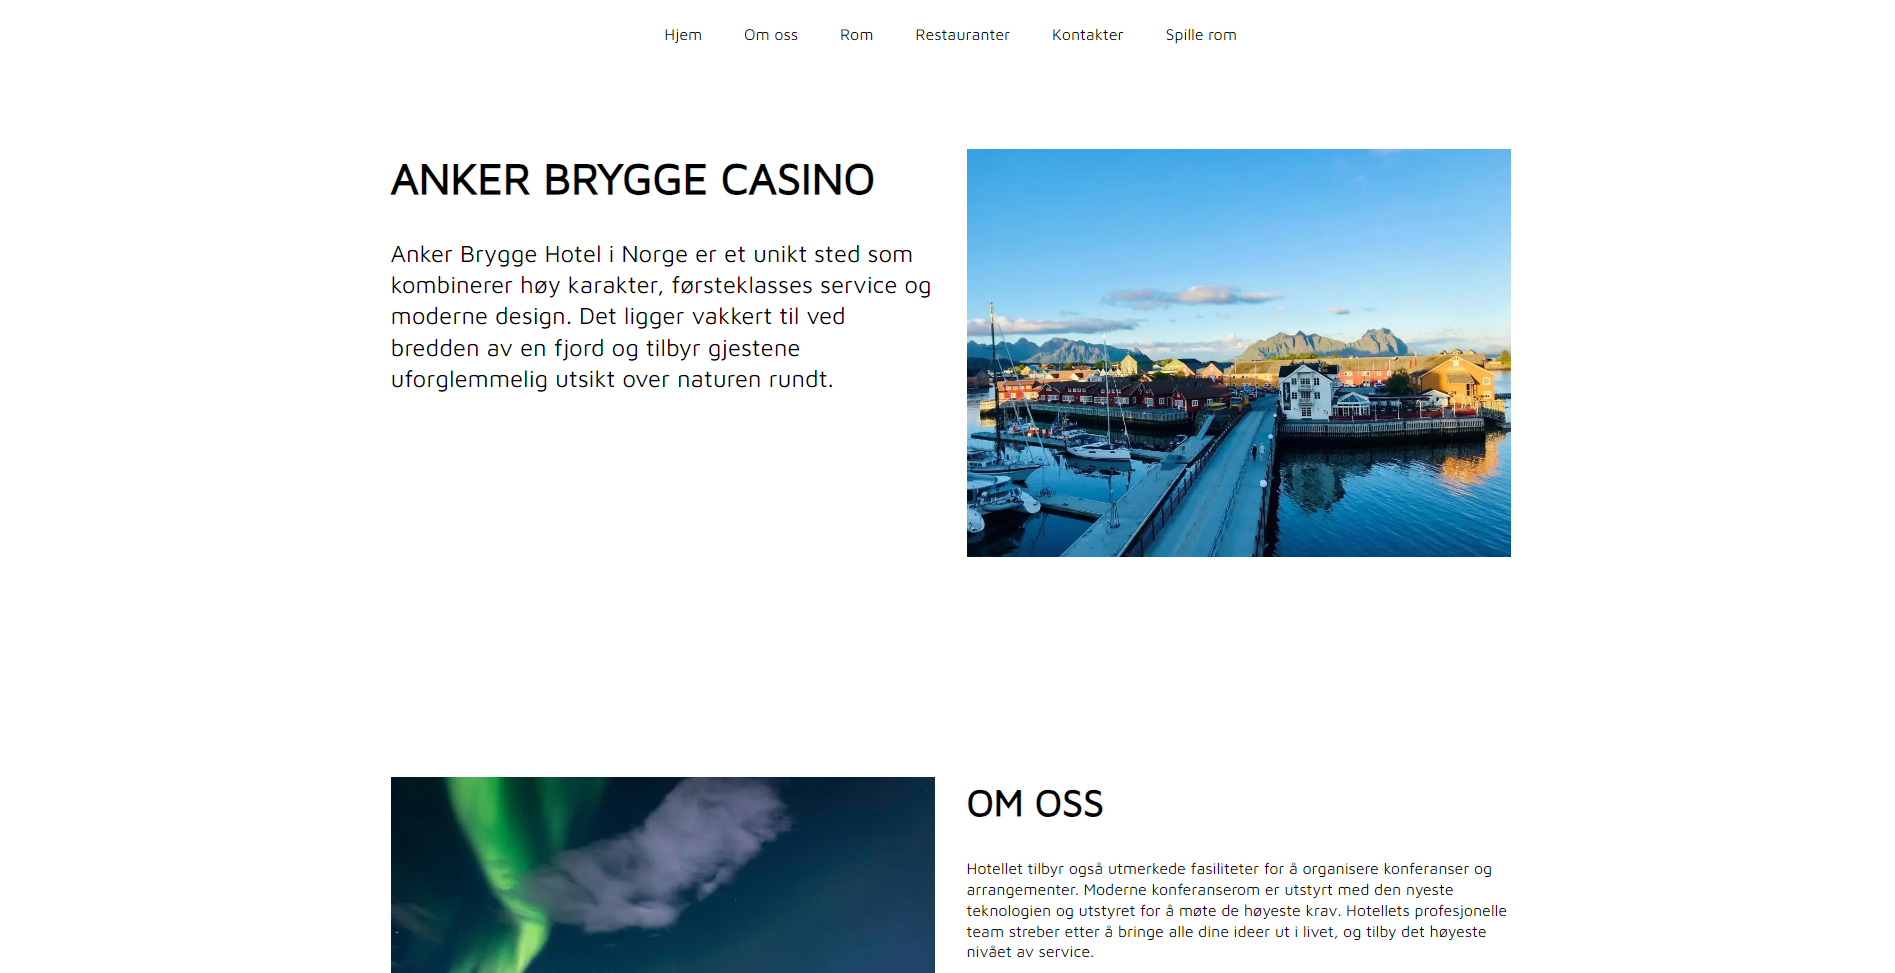 Hjem Om oss Rom Restauranter Kontakter Spille rom
ANKER BRYGGE CASINO
Anker Brygge Hotel i Norge er et unikt sted som
kombinerer høy karakter, førsteklasses service og
moderne design. Det ligger vakkert til ved
bredden av en fjord og tilbyr gjestene
uforglemmelig utsikt over naturen rundt.
OM OSS
Hotellet tilbyr også utmerkede fasiliteter for å organisere konferanser og
arrangementer. Moderne konferanserom er utstyrt med den nyeste
teknologien og utstyret for å møte de høyeste krav. Hotellets profesjonelle
team streber etter å bringe alle dine ideer ut i livet, og tilby det høyeste
nivået av service.